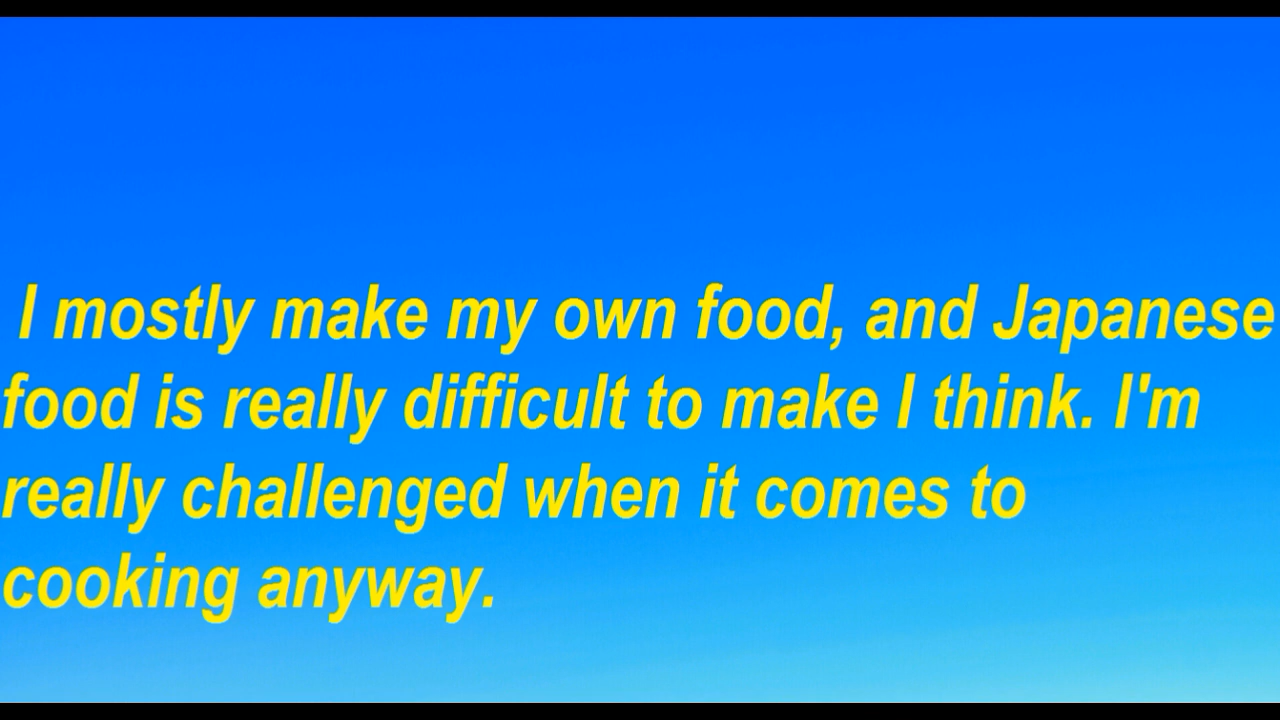 I mostly make my own food, and Japanese
food is really difficult to make I think. I'm
really challenged when it comes to
cooking anyway.